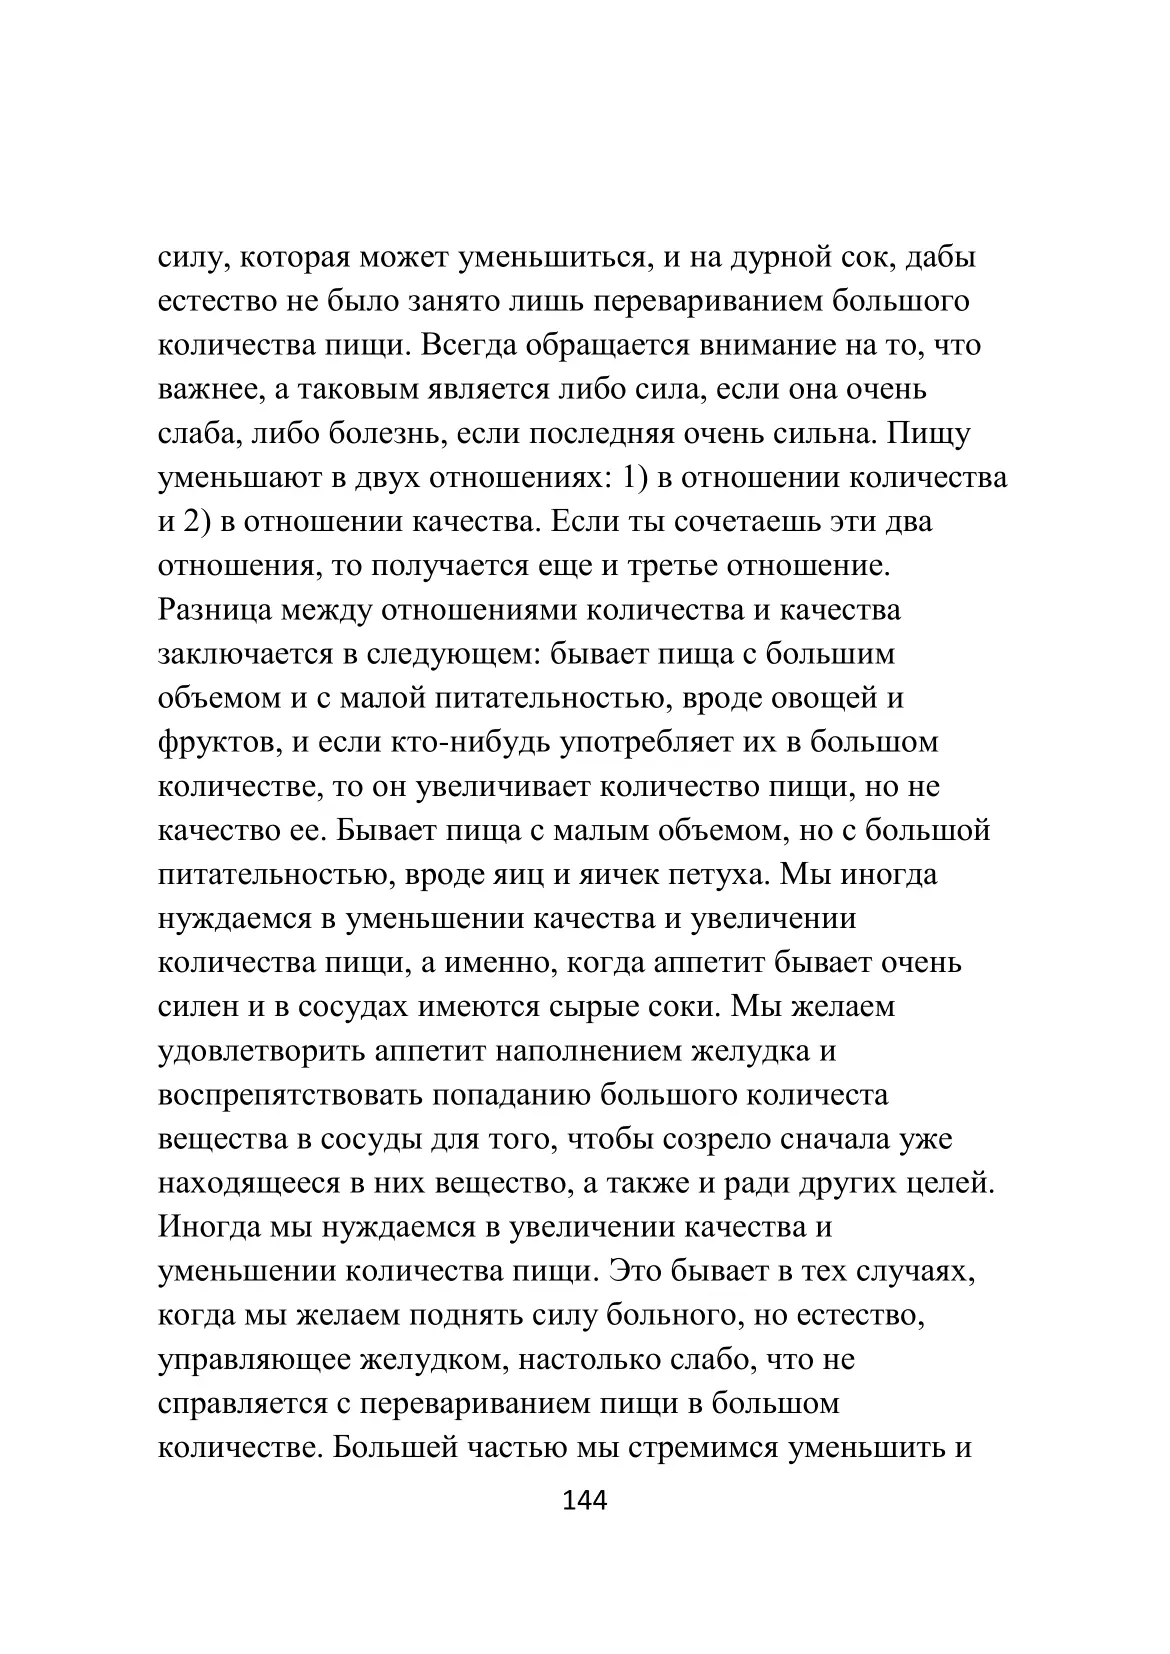 силу, которая может уменьшиться, и на дурной сок, дабы
естество не было занято лишь перевариванием большого
количества пищи. Всегда обращается внимание на то, что
важнее, а таковым является либо сила, если она очень
слаба, либо болезнь, если последняя очень сильна. Пищу
уменьшают в двух отношениях: 1) в отношении количества
и 2) в отношении качества. Если ты сочетаешь эти два
отношения, то получается еще и третье отношение.
Разница между отношениями количества и качества
заключается в следующем: бывает пища с большим
объемом и с малой питательностью, вроде овощей и
фруктов, и если кто-нибудь употребляет их в большом
количестве, то он увеличивает количество пищи, но не
качество ее. Бывает пища с малым объемом, но с большой
питательностью, вроде яиц и яичек петуха. Мы иногда
нуждаемся в уменьшении качества и увеличении
количества пищи, а именно, когда аппетит бывает очень
силен и в сосудах имеются сырые соки. Мы желаем
удовлетворить аппетит наполнением желудка и
воспрепятствовать попаданию большого количеста
вещества в сосуды для того, чтобы созрело сначала уже
находящееся в них вещество, а также и ради других целей.
Иногда мы нуждаемся в увеличении качества и
уменьшении количества пищи. Это бывает в тех случаях,
когда мы желаем поднять силу больного, но естество,
управляющее желудком, настолько слабо, что не
справляется с перевариванием пищи в большом
количестве. Большей частью мы стремимся уменьшить и
144